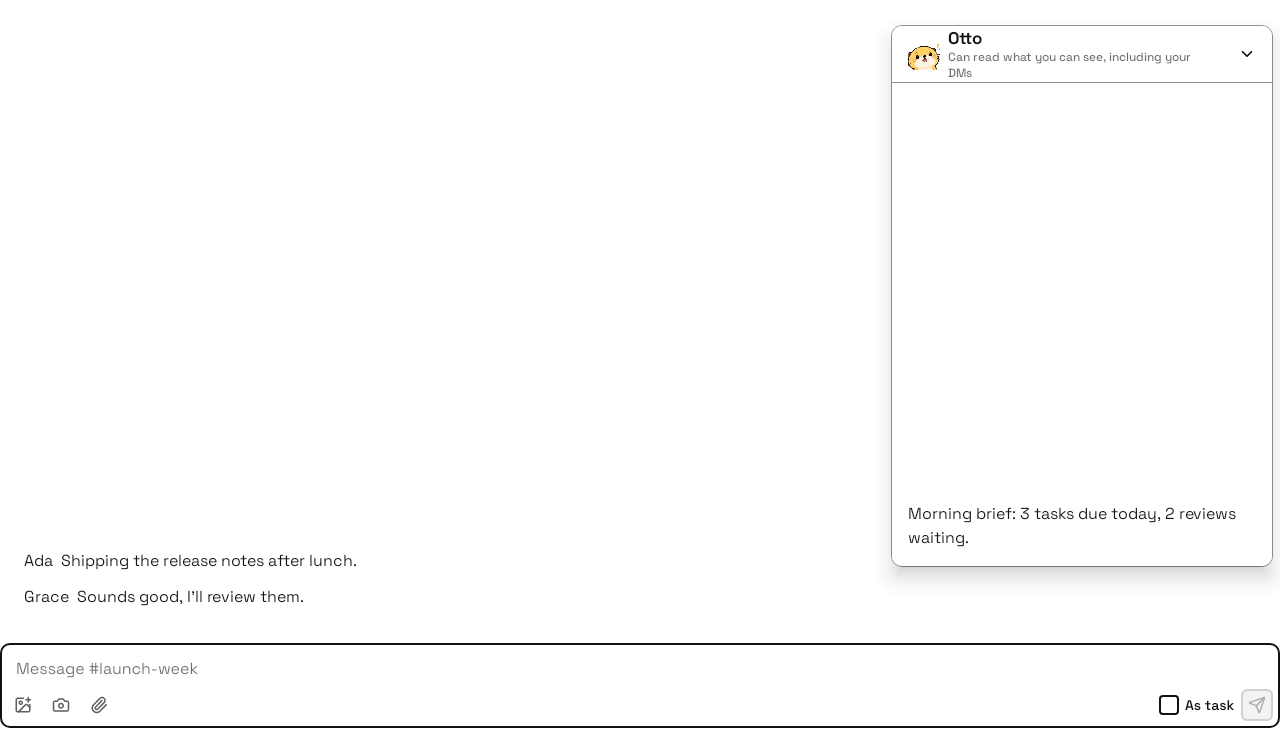 Otto
Can read what you can see, including your
DMs
Morning brief: 3 tasks due today, 2 reviews
waiting.
Ada Shipping the release notes after lunch.
Grace Sounds good, I'll review them.
Message #launch-week
As task